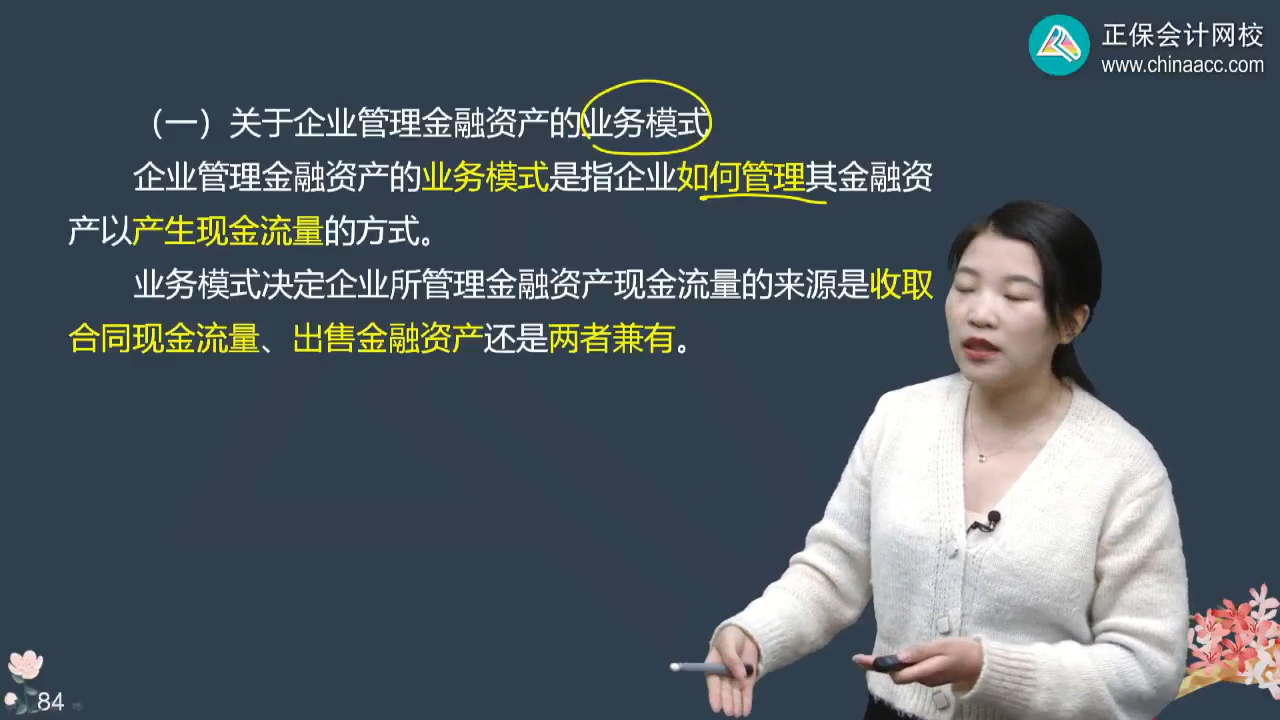 正保会计网校
www.chinaacc.com
（一）关于企业管理金融资产的业务模式
企业管理金融资产的业务模式是指企业如何管理其金融资
产以产生现金流量的方式。
业务模式决定企业所管理金融资产现金流量的来源是收取
合同现金流量、出售金融资产还是两者兼有。
84